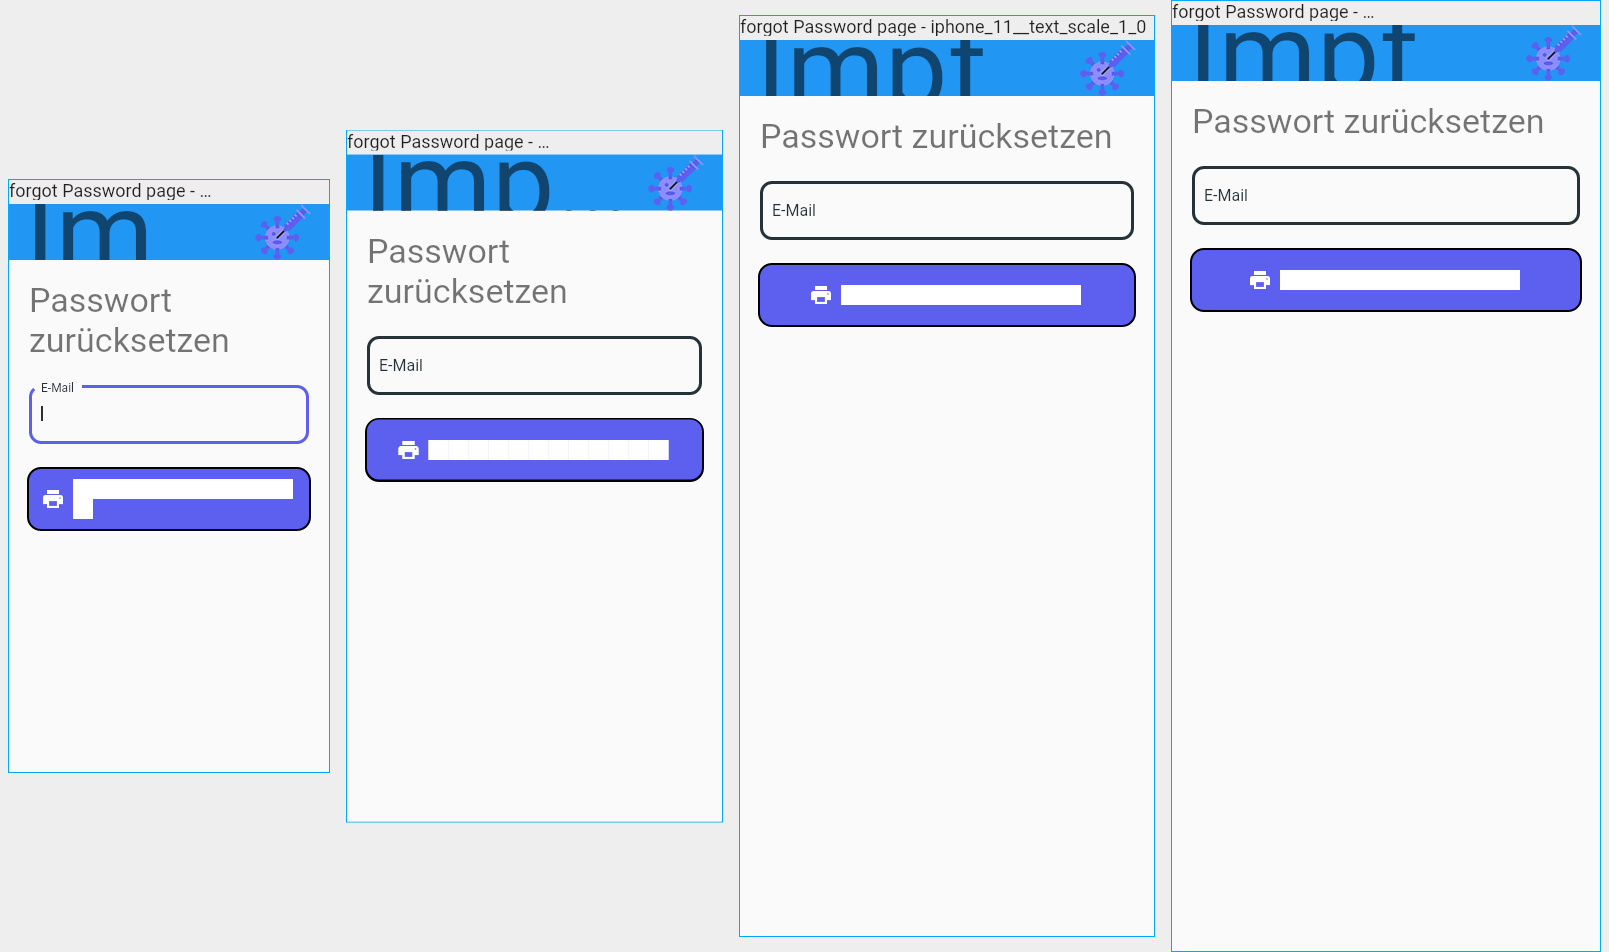 forgot Password page - ...
Im
Passwort
zurücksetzen
E-Mail
forgot Password page - ...
Imp...
Passwort
zurücksetzen
E-Mail
forgot Password page - iphone_11__text_scale_1_0
Impt
Passwort zurücksetzen
E-Mail
forgot Password page - ...
Impt
Passwort zurücksetzen
E-Mail